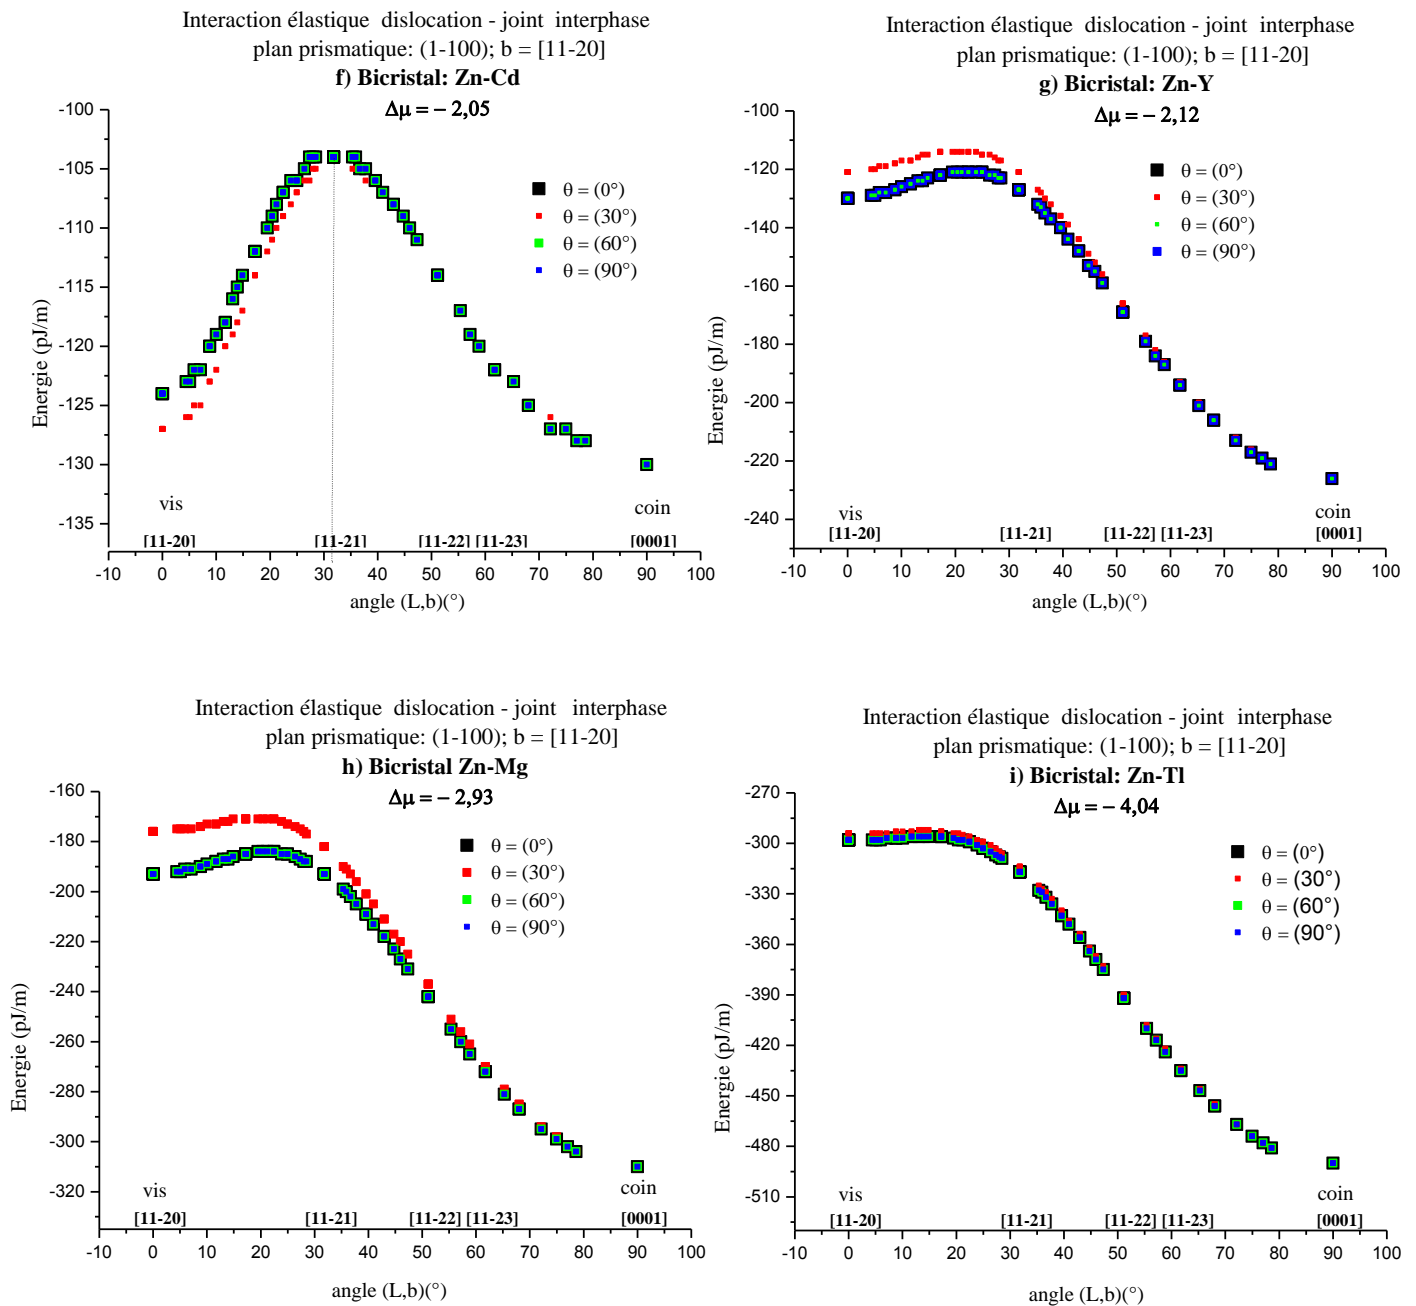 Interaction élastique dislocation - joint interphase
plan prismatique: (1-100); b = [11-20]
f) Bicristal: Zn-Cd
Δμ = − 2,05
-100
-105
-110
-115
-120
-125
-130
-135
Energie (pJ/m)
θ = (0°)
θ = (30°)
θ = (60°)
θ = (90°)
vis
coin
[11-20]
[11-21]
[11-22]
[11-23]
[0001]
-10 0 10 20 30 40 50 60 70 80 90 100
angle (L,b)(°)
Interaction élastique dislocation - joint interphase
plan prismatique: (1-100); b = [11-20]
g) Bicristal: Zn-Y
Δμ = − 2,12
-100
-120
-140
-160
-180
-200
-220
-240
Energie (pJ/m)
θ = (0°)
θ = (30°)
θ = (60°)
θ = (90°)
vis
coin
[11-20]
[11-21]
[11-22]
[11-23]
[0001]
-10 0 10 20 30 40 50 60 70 80 90 100
angle (L,b)(°)
Interaction élastique dislocation - joint interphase
plan prismatique: (1-100); b = [11-20]
h) Bicristal Zn-Mg
Δμ = − 2,93
-160
-180
-200
-220
-240
-260
-280
-300
-320
Energie (pJ/m)
θ = (0°)
θ = (30°)
θ = (60°)
θ = (90°)
vis
coin
[11-20]
[11-21]
[11-22]
[11-23]
[0001]
-10 0 10 20 30 40 50 60 70 80 90 100
angle (L,b)(°)
Interaction élastique dislocation - joint interphase
plan prismatique: (1-100); b = [11-20]
i) Bicristal: Zn-Tl
Δμ = − 4,04
-270
-300
-330
-360
-390
-420
-450
-480
-510
Energie (pJ/m)
θ = (0°)
θ = (30°)
θ = (60°)
θ = (90°)
vis
coin
[11-20]
[11-21]
[11-22]
[11-23]
[0001]
-10 0 10 20 30 40 50 60 70 80 90 100
angle (L,b)(°)